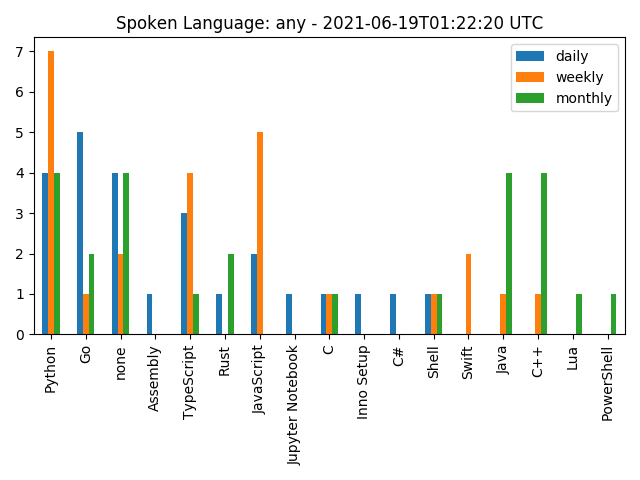 Spoken Language: any - 2021-06-19T01:22:20 UTC
daily
weekly
monthly
7
6
5
4
3
2
1
0
Python
Go
none
Assembly
TypeScript
Rust
JavaScript
Jupyter Notebook
C
Inno Setup
C#
Shell
Swift
Java
C++
Lua
PowerShell